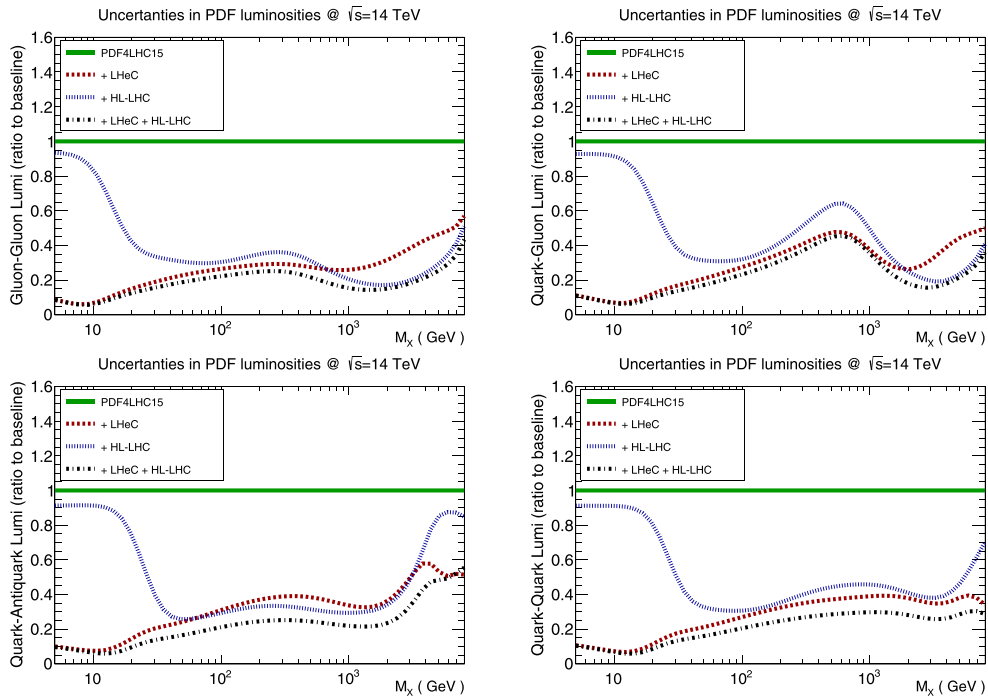 Uncertanties in PDF luminosities @ √s=14 TeV
Gluon-Gluon Lumi (ratio to baseline)
1.6
1.4
1.2
1
0.8
0.6
0.4
0.2
0
PDF4LHC15
+ LHeC
+ HL-LHC
+ LHeC + HL-LHC
10
10²
10³
Mₓ ( GeV )
Uncertanties in PDF luminosities @ √s=14 TeV
Quark-Gluon Lumi (ratio to baseline)
1.6
1.4
1.2
1
0.8
0.6
0.4
0.2
0
PDF4LHC15
+ LHeC
+ HL-LHC
+ LHeC + HL-LHC
10
10²
10³
Mₓ ( GeV )
Uncertanties in PDF luminosities @ √s=14 TeV
Quark-Antiquark Lumi (ratio to baseline)
1.6
1.4
1.2
1
0.8
0.6
0.4
0.2
0
PDF4LHC15
+ LHeC
+ HL-LHC
+ LHeC + HL-LHC
10
10²
10³
Mₓ ( GeV )
Uncertanties in PDF luminosities @ √s=14 TeV
Quark-Quark Lumi (ratio to baseline)
1.6
1.4
1.2
1
0.8
0.6
0.4
0.2
0
PDF4LHC15
+ LHeC
+ HL-LHC
+ LHeC + HL-LHC
10
10²
10³
Mₓ ( GeV )